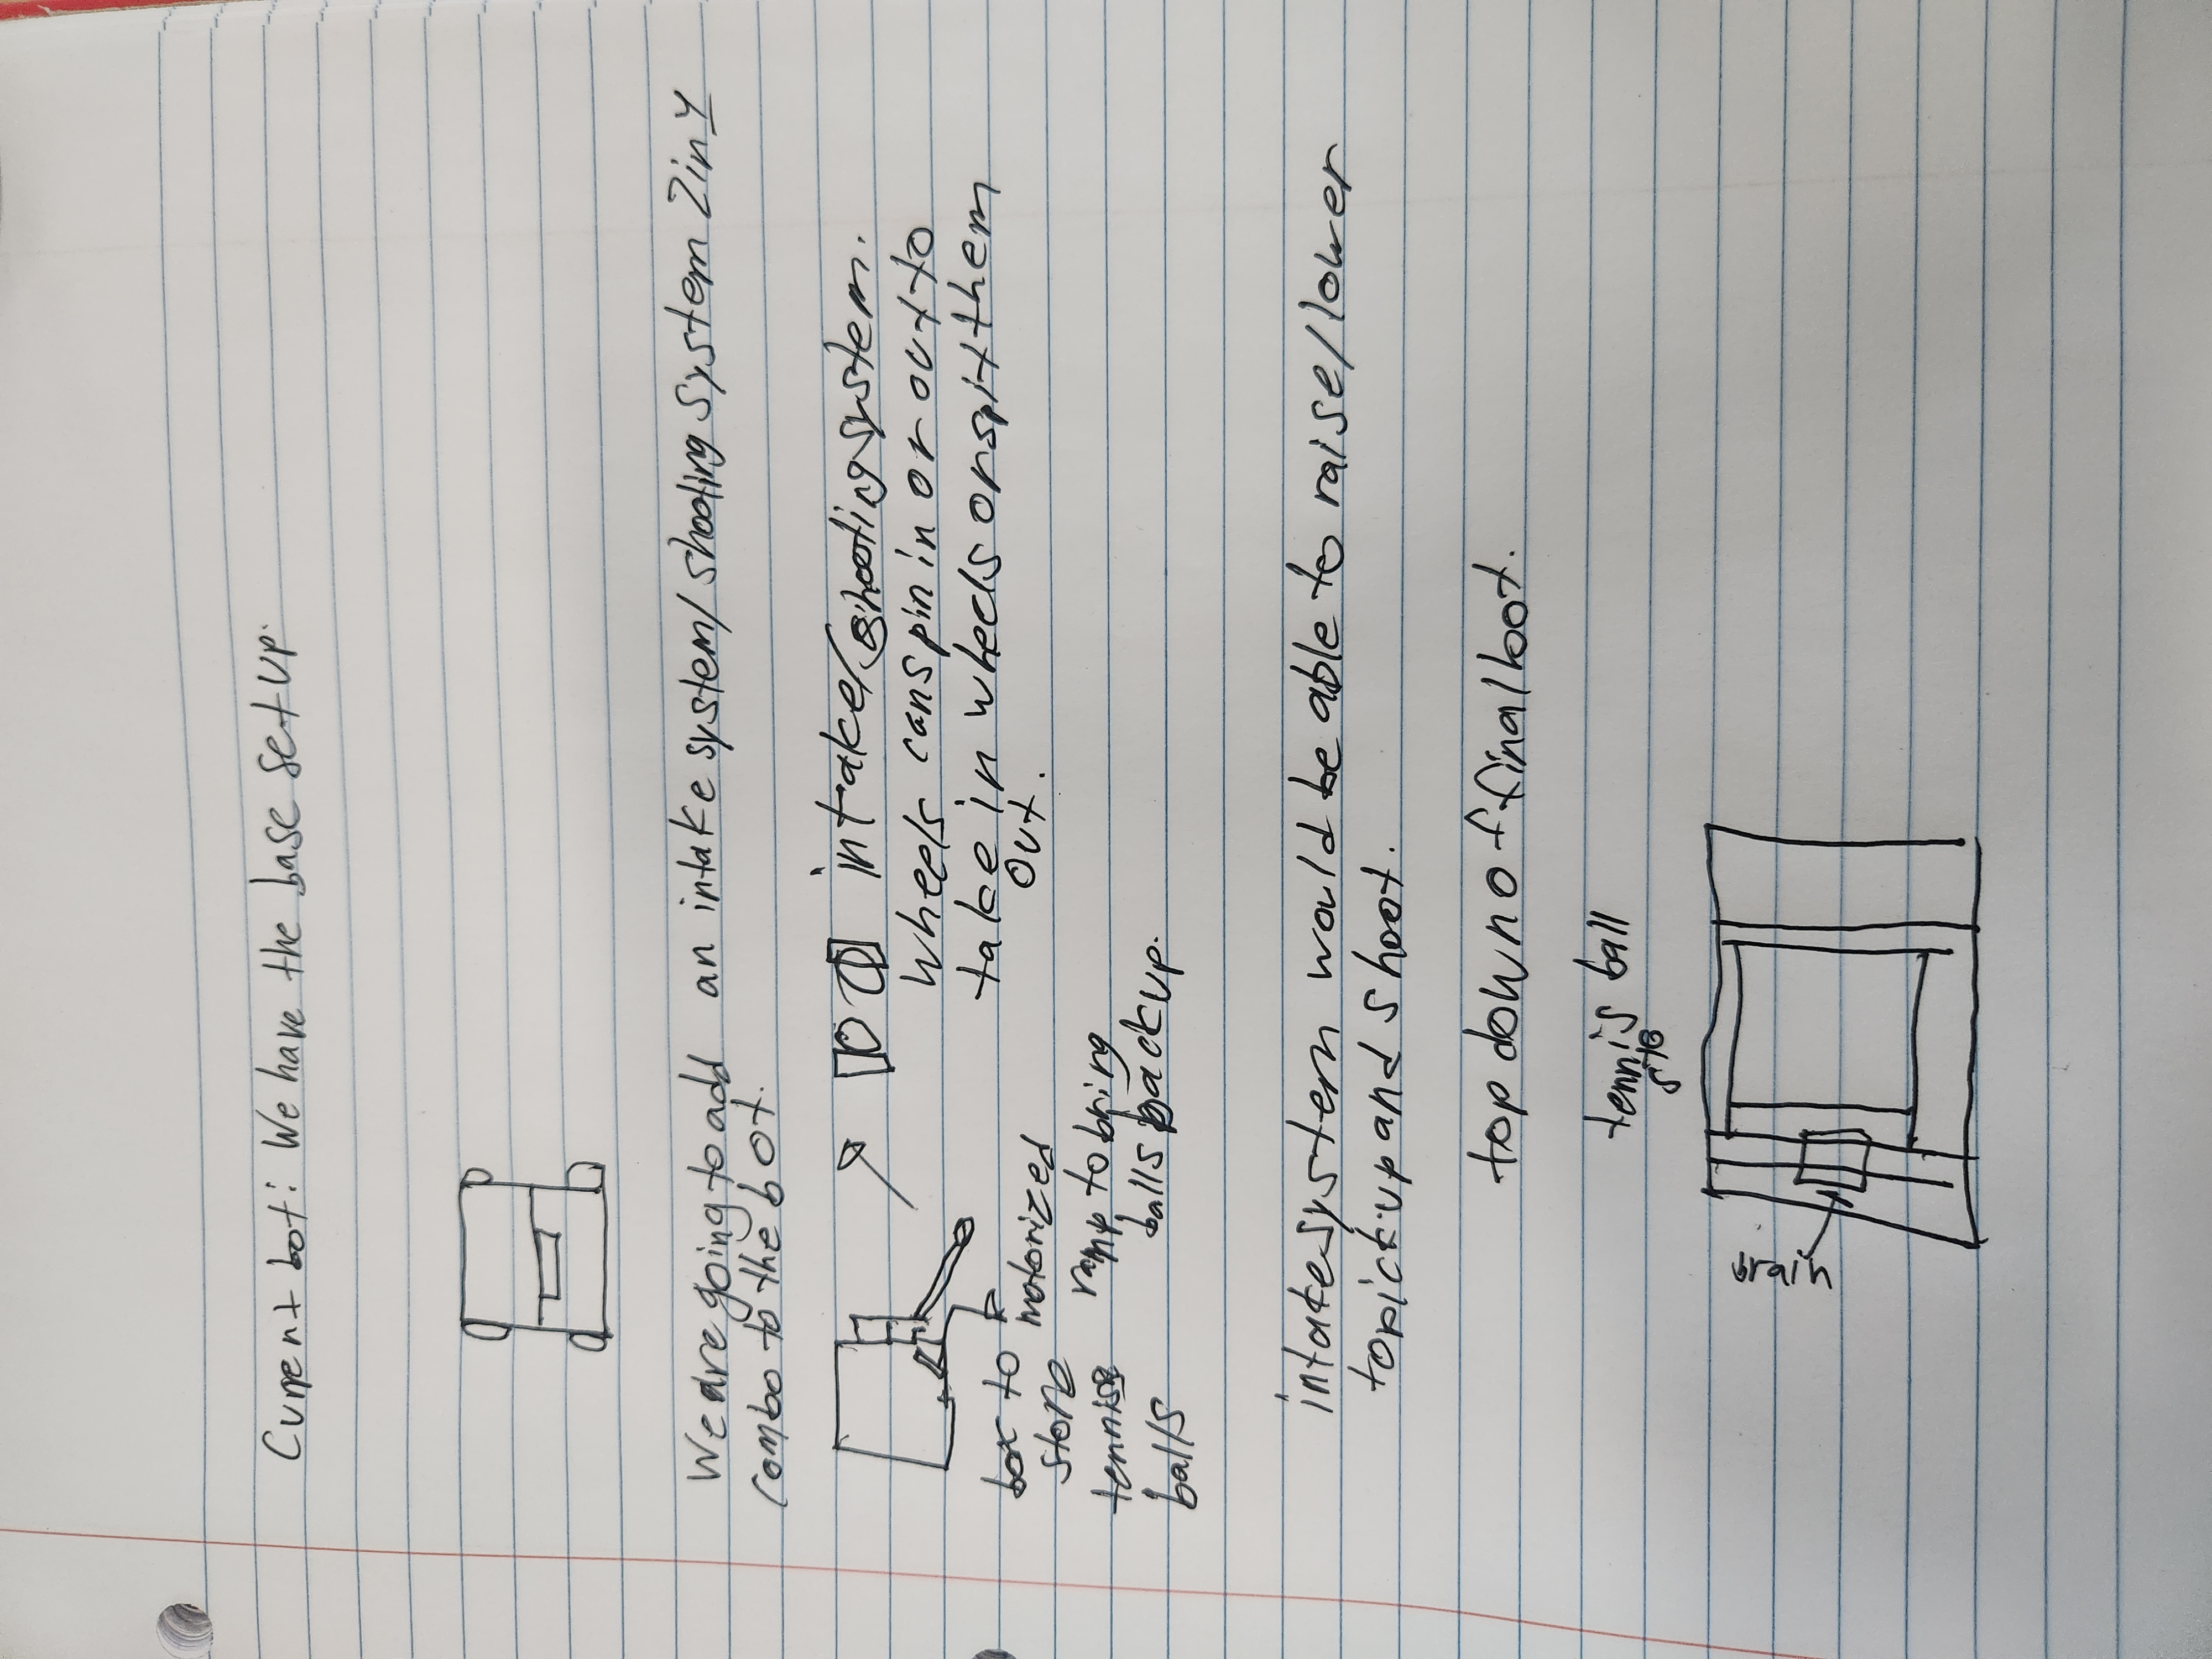 Current bot: We have the base set up.
We are going to add an intake system/ shooting system 2 in 1
combo to the bot.
intake/shooting system.
wheels can spin in or out to
take in wheels or spit them
out.
box to
store
tennis
balls
motorized
ramp to bring
balls back up.
intake system would be able to raise/lower
to pick up and shoot.
top down of final bot.
tennis ball
brain